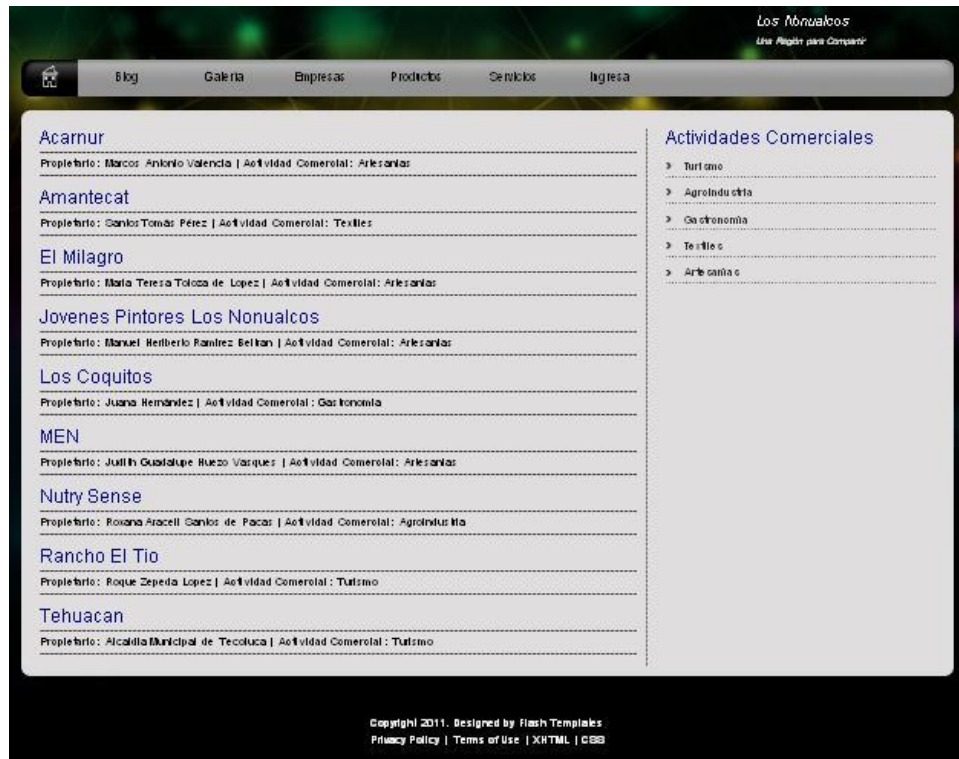 Los Nonualcos
Una Región para Compartir
Blog Galeria Empresas Productos Servicios Ingresa
Acarnur
Propietario: Marcos Antonio Valencia | Actividad Comercial: Artesanias
Amantecat
Propietario: Santos Tomás Pérez | Actividad Comercial: Textiles
El Milagro
Propietario: Maria Teresa Toloza de Lopez | Actividad Comercial: Artesanias
Jovenes Pintores Los Nonualcos
Propietario: Manuel Heriberto Ramirez Beltran | Actividad Comercial: Artesanias
Los Coquitos
Propietario: Juana Hernández | Actividad Comercial: Gastronomía
MEN
Propietario: Judith Guadalupe Huezo Vasques | Actividad Comercial: Artesanias
Nutry Sense
Propietario: Roxana Araceli Santos de Pacas | Actividad Comercial: Agroindustria
Rancho El Tio
Propietario: Roque Zepeda Lopez | Actividad Comercial: Turismo
Tehuacan
Propietario: Alcaldia Municipal de Tecoluca | Actividad Comercial: Turismo
Actividades Comerciales
Turismo
Agroindustria
Gastronomía
Textiles
Artesanías
Copyright 2011. Designed by Flash Templates
Privacy Policy | Terms of Use | XHTML | CSS